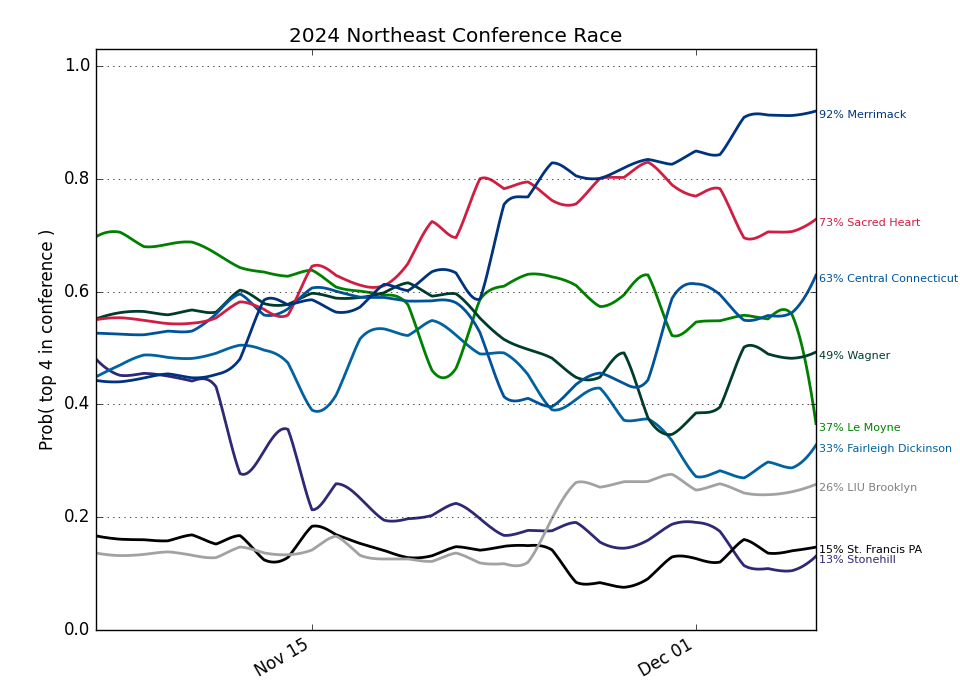 2024 Northeast Conference Race
Prob( top 4 in conference )
1.0
0.8
0.6
0.4
0.2
0.0
Nov 15
Dec 01
92% Merrimack
73% Sacred Heart
63% Central Connecticut
49% Wagner
37% Le Moyne
33% Fairleigh Dickinson
26% LIU Brooklyn
15% St. Francis PA
13% Stonehill